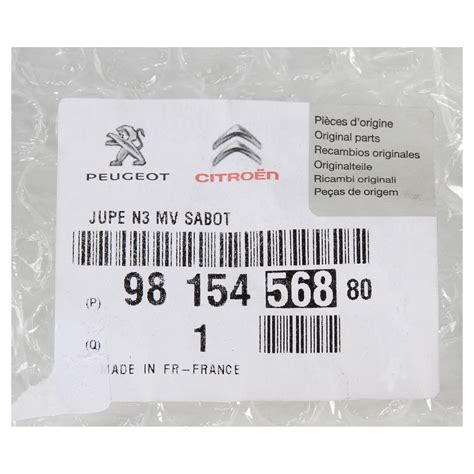 PEUGEOT
CITROËN
Pièces d'origine
Original parts
Recambios originales
Originalteile
Ricambi originali
Peças de origem
JUPE N3 MV SABOT
(P) 98 154 568 80
(Q) 1
MADE IN FR-FRANCE